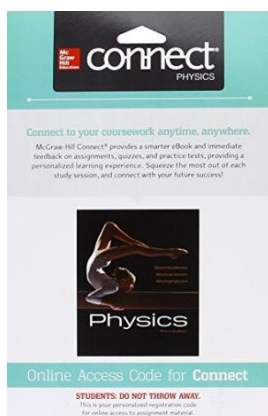 Mc
Graw
Hill
Education
connect®
PHYSICS
Connect to your coursework anytime, anywhere.
McGraw-Hill Connect® provides a smarter eBook and immediate
feedback on assignments, quizzes, and practice tests, providing a
personalized learning experience. Squeeze the most out of each
study session, and connect with your future success!
Richardson
Richardson
Physics
Online Access Code for Connect
STUDENTS: DO NOT THROW AWAY.
This is your personalized registration code
for online access to assignment material.